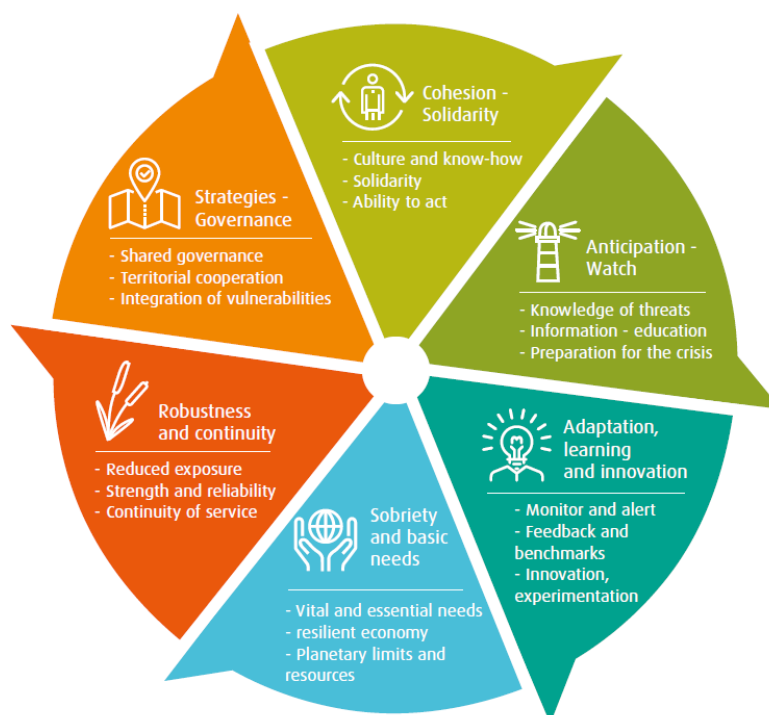 Cohesion -
Solidarity
- Culture and know-how
- Solidarity
- Ability to act
Anticipation -
Watch
- Knowledge of threats
- Information - education
- Preparation for the crisis
Adaptation,
learning
and innovation
- Monitor and alert
- Feedback and
benchmarks
- Innovation,
experimentation
Sobriety
and basic
needs
- Vital and essential needs
- resilient economy
- Planetary limits and
resources
Robustness
and continuity
- Reduced exposure
- Strength and reliability
- Continuity of service
Strategies -
Governance
- Shared governance
- Territorial cooperation
- Integration of vulnerabilities